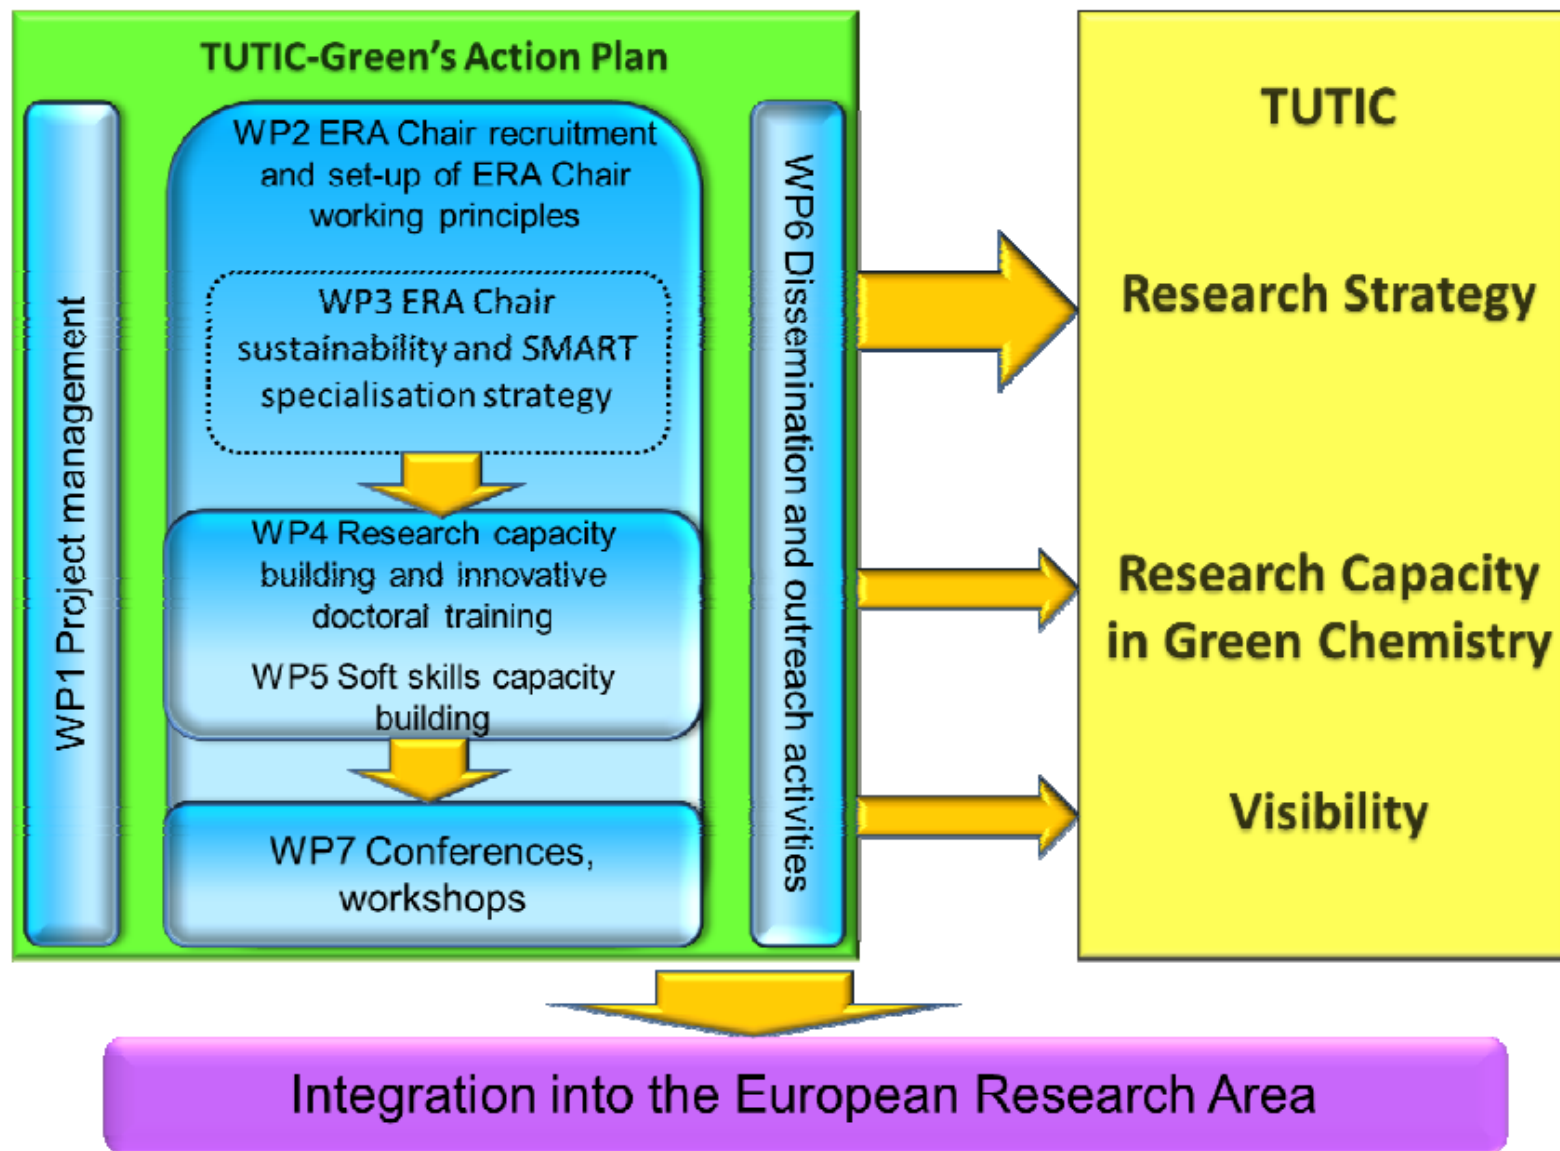 TUTIC-Green's Action Plan
WP1 Project management
WP2 ERA Chair recruitment
and set-up of ERA Chair
working principles
WP3 ERA Chair
sustainability and SMART
specialisation strategy
WP4 Research capacity
building and innovative
doctoral training
WP5 Soft skills capacity
building
WP7 Conferences,
workshops
WP6 Dissemination and outreach activities
TUTIC
Research Strategy
Research Capacity
in Green Chemistry
Visibility
Integration into the European Research Area